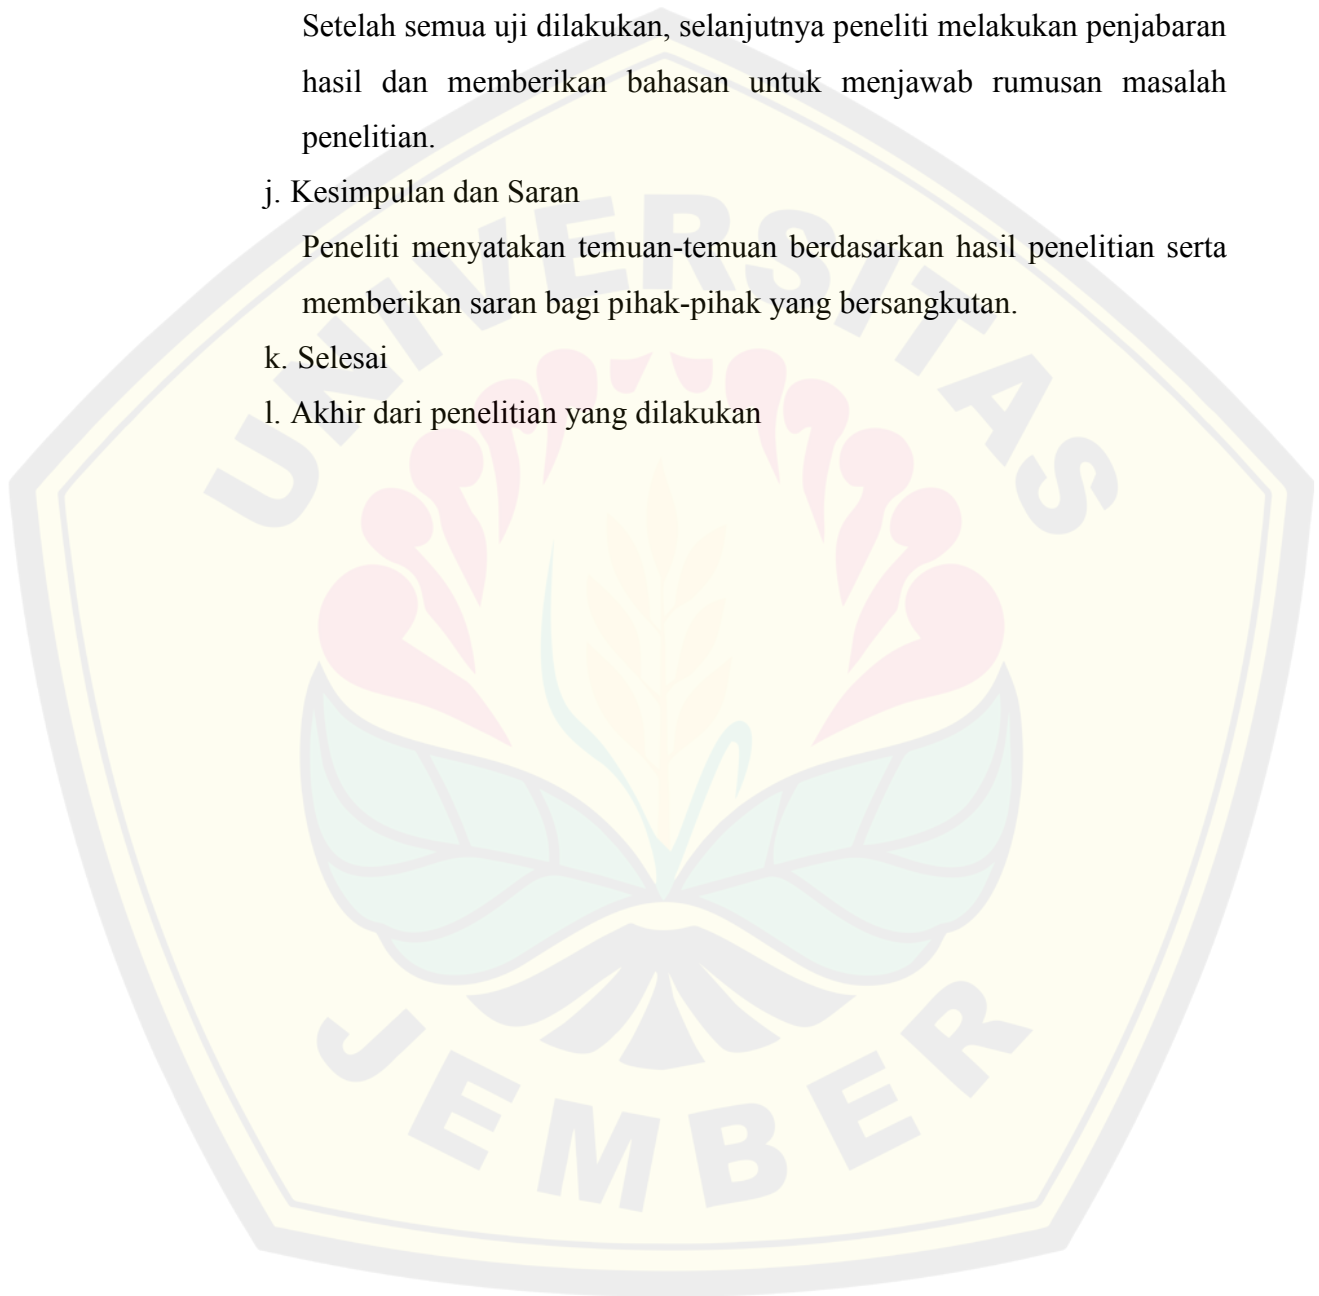 Setelah semua uji dilakukan, selanjutnya peneliti melakukan penjabaran
hasil dan memberikan bahasan untuk menjawab rumusan masalah
penelitian.
j. Kesimpulan dan Saran
Peneliti menyatakan temuan-temuan berdasarkan hasil penelitian serta
memberikan saran bagi pihak-pihak yang bersangkutan.
k. Selesai
l. Akhir dari penelitian yang dilakukan
UNIVERSITAS
JEMBER